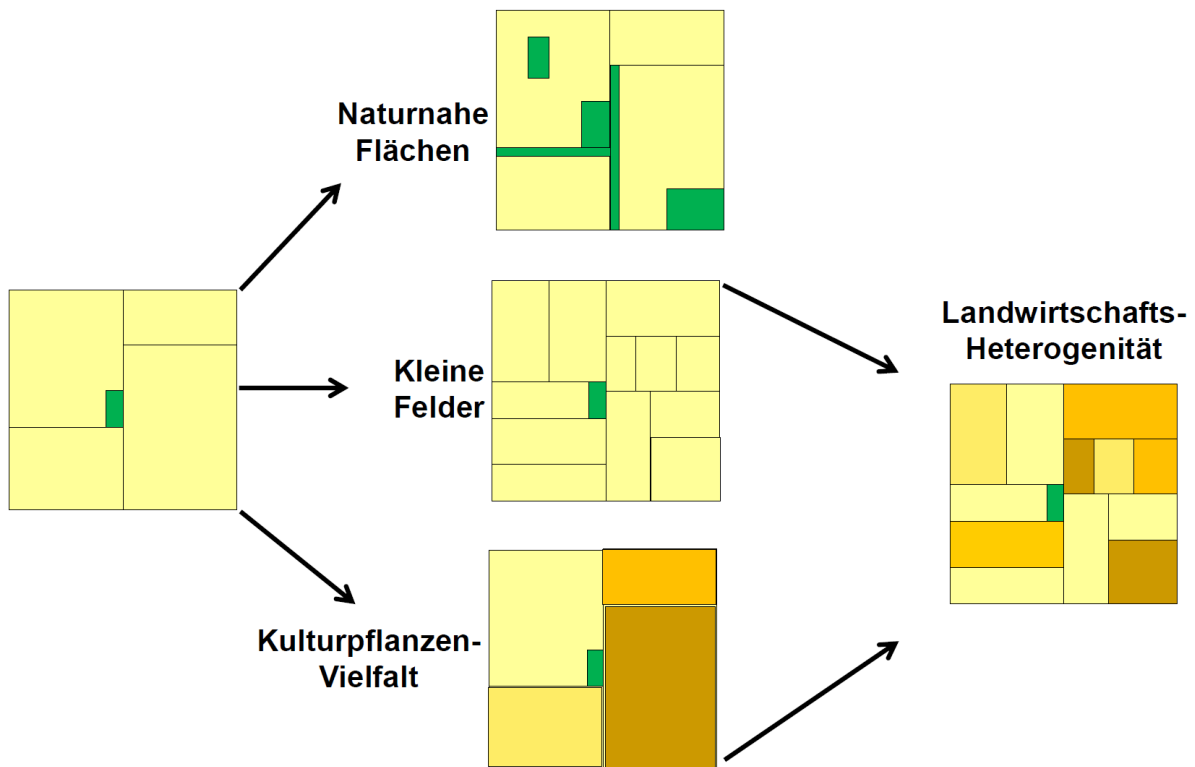 Naturnahe
Flächen
Kleine
Felder
Kulturpflanzen-
Vielfalt
Landwirtschafts-
Heterogenität